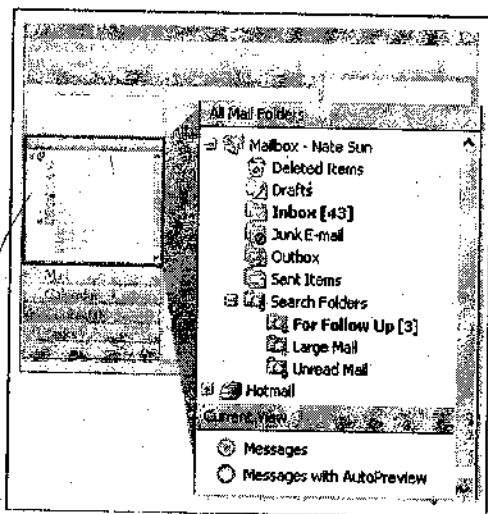 All Mail Folders
Mailbox - Nate Sun
Deleted Items
Drafts
Inbox [43]
Junk E-mail
Outbox
Sent Items
Search Folders
For Follow Up [3]
Large Mail
Unread Mail
Hotmail
Current View
Messages
Messages with AutoPreview
Calendar